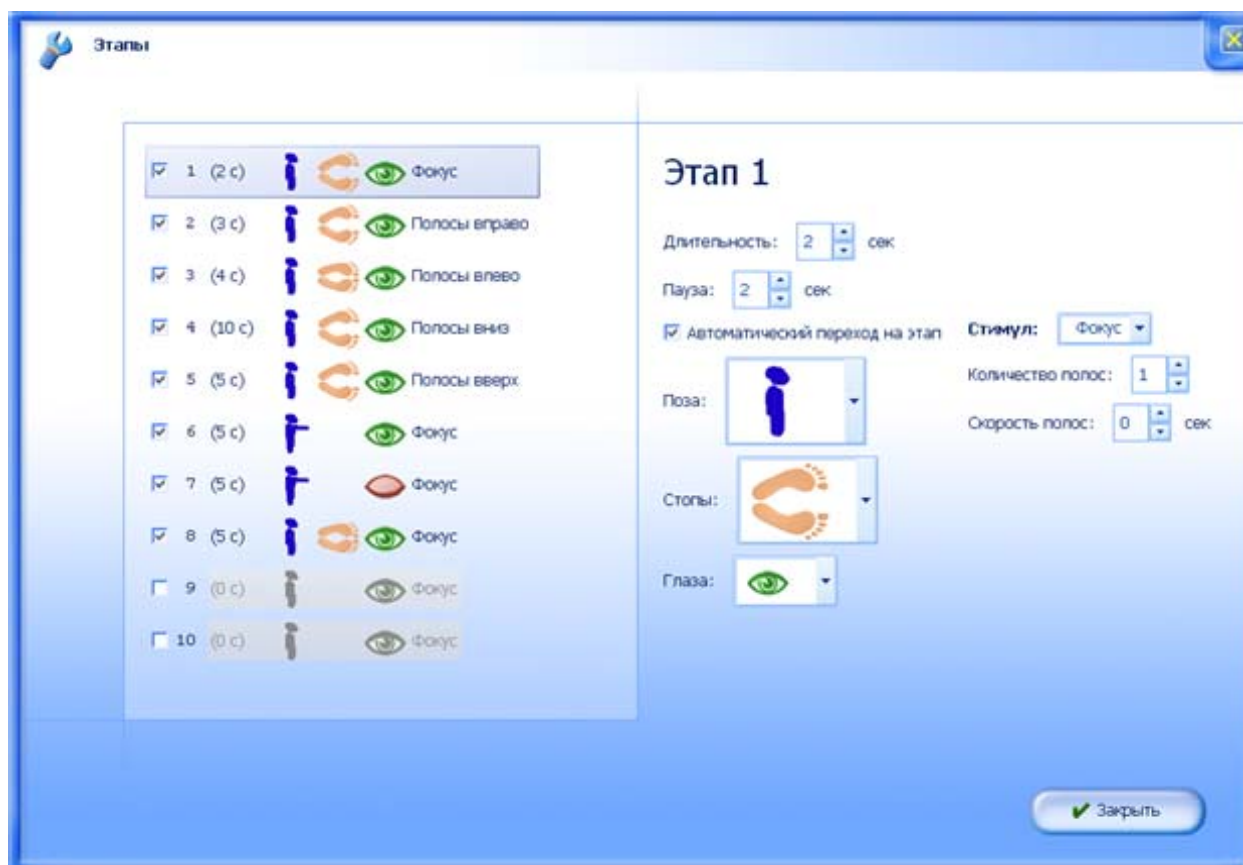 Этапы
1 (2 с) Фокус
2 (3 с) Полосы вправо
3 (4 с) Полосы влево
4 (10 с) Полосы вниз
5 (5 с) Полосы вверх
6 (5 с) Фокус
7 (5 с) Фокус
8 (5 с) Фокус
9 (0 с) Фокус
10 (0 с) Фокус
Этап 1
Длительность: 2 сек
Пауза: 2 сек
Автоматический переход на этап
Поза:
Стопы:
Глаза:
Стимул: Фокус
Количество полос: 1
Скорость полос: 0 сек
Закрыть